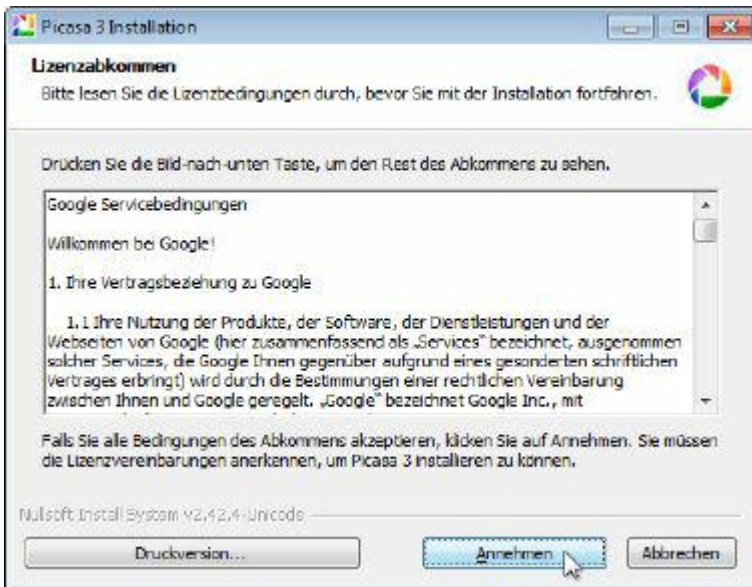 Picasa 3 Installation
Lizenzabkommen
Bitte lesen Sie die Lizenzbedingungen durch, bevor Sie mit der Installation fortfahren.
Drücken Sie die Bild-nach-unten Taste, um den Rest des Abkommens zu sehen.
Google Servicebedingungen
Willkommen bei Google!
1. Ihre Vertragsbeziehung zu Google
1.1 Ihre Nutzung der Produkte, der Software, der Dienstleistungen und der
Webseiten von Google (hier zusammenfassend als „Services“ bezeichnet, ausgenommen
solcher Services, die Google Ihnen gegenüber aufgrund eines gesonderten schriftlichen
Vertrages erbringt) wird durch die Bestimmungen einer rechtlichen Vereinbarung
zwischen Ihnen und Google geregelt. „Google“ bezeichnet Google Inc., mit
Falls Sie alle Bedingungen des Abkommens akzeptieren, klicken Sie auf Annehmen. Sie müssen
die Lizenzvereinbarungen anerkennen, um Picasa 3 installieren zu können.
Nullsoft Install System v2.42.4-Unicode
Druckversion...
Annehmen
Abbrechen